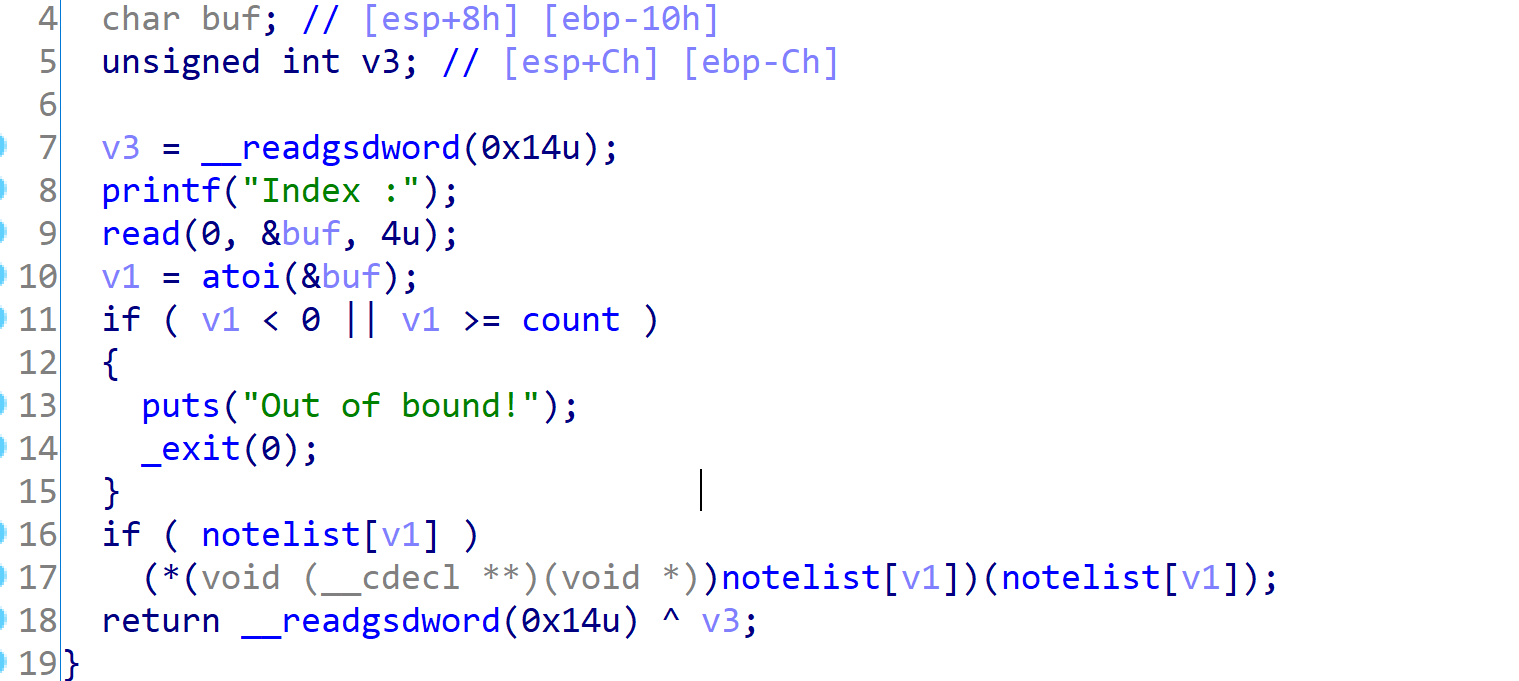 4 char buf; // [esp+8h] [ebp-10h]
5 unsigned int v3; // [esp+Ch] [ebp-Ch]
6
7 v3 = __readgsdword(0x14u);
8 printf("Index :");
9 read(0, &buf, 4u);
10 v1 = atoi(&buf);
11 if ( v1 < 0 || v1 >= count )
12 {
13 puts("Out of bound!");
14 _exit(0);
15 }
16 if ( notelist[v1] )
17 (*(void (__cdecl **)(void *))notelist[v1])(notelist[v1]);
18 return __readgsdword(0x14u) ^ v3;
19 }